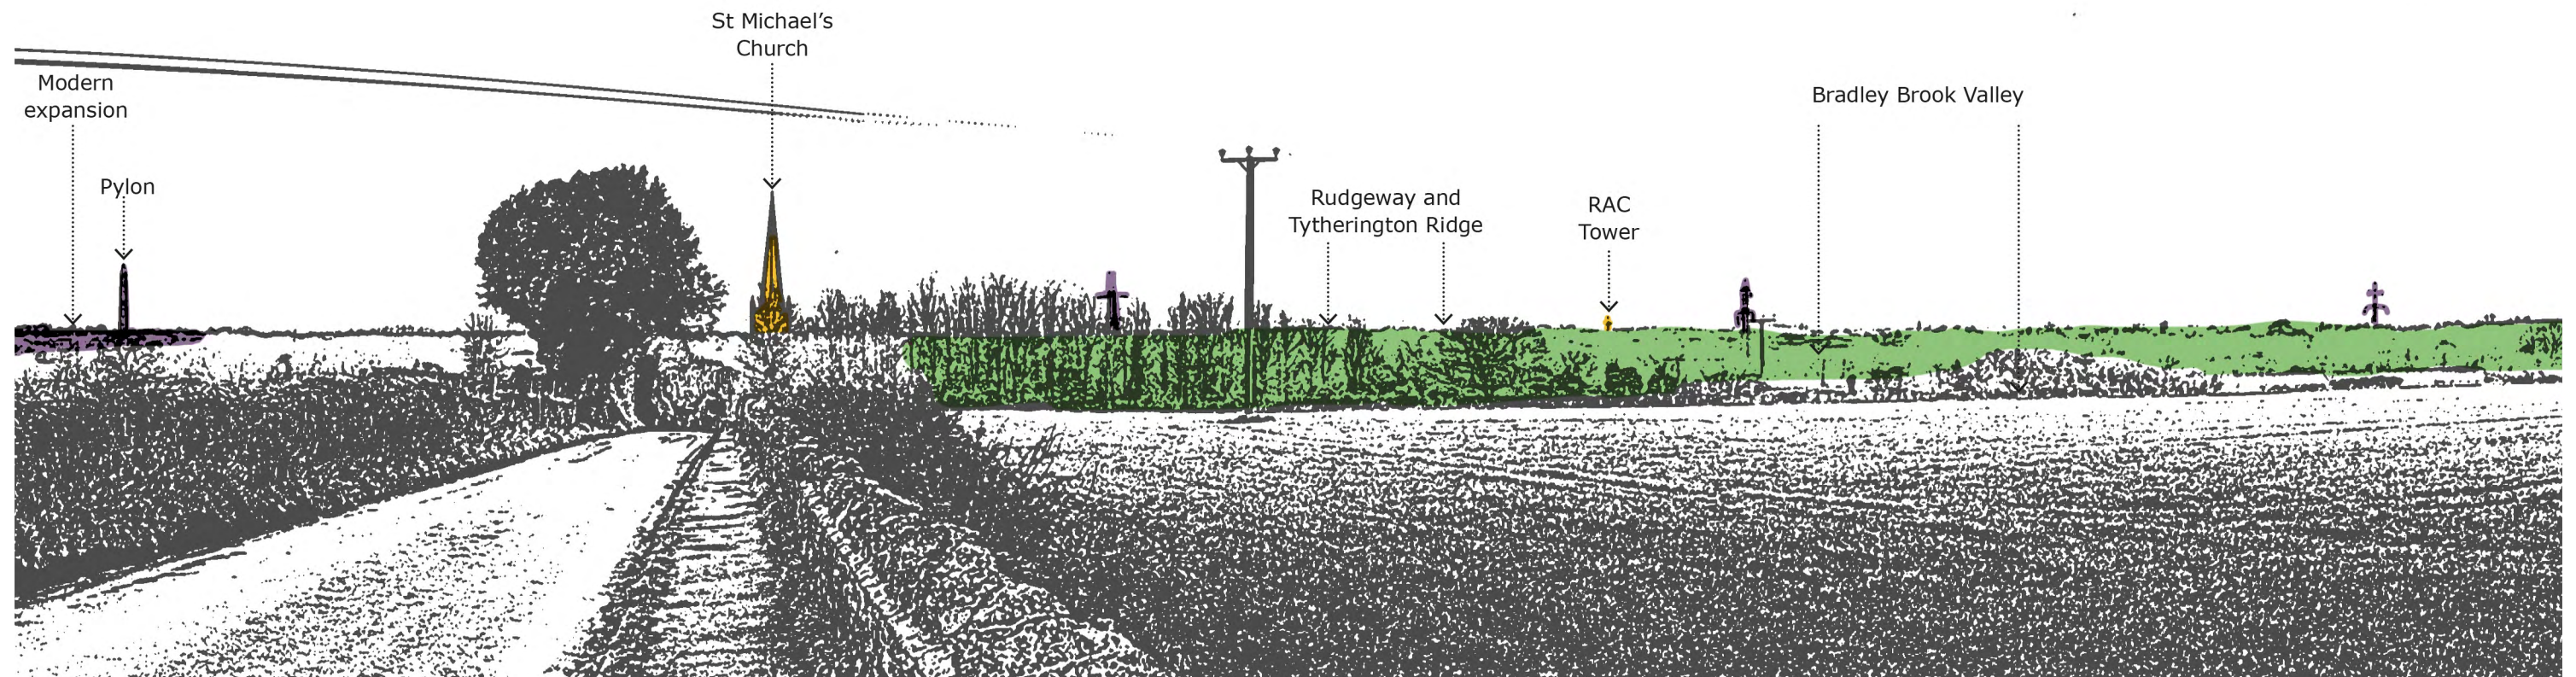 St Michael’s
Church
Modern
expansion
Bradley Brook Valley
Pylon
Rudgeway and
Tytherington Ridge
RAC
Tower